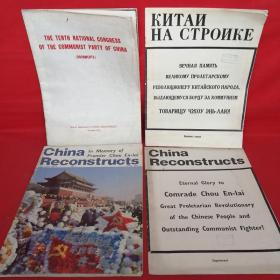 THE TENTH NATIONAL CONGRESS
OF THE COMMUNIST PARTY OF CHINA
(DOCUMENTS)
КИТАЙ
НА СТРОЙКЕ
ВЕЧНАЯ ПАМЯТЬ
ВЕЛИКОМУ ПРОЛЕТАРСКОМУ
РЕВОЛЮЦИОНЕРУ КИТАЙСКОГО НАРОДА,
ВЫДАЮЩЕМУСЯ БОРЦУ ЗА КОММУНИЗМ
ТОВАРИЩУ ЧЖОУ ЭНЬ-ЛАЮ!
China
In Memory of
Premier Chou En-lai
Reconstructs
China
Reconstructs
Eternal Glory to
Comrade Chou En-lai
Great Proletarian Revolutionary
of the Chinese People and
Outstanding Communist Fighter!
Supplement